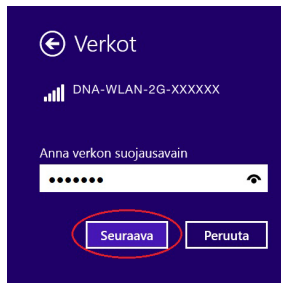 Verkot
DNA-WLAN-2G-XXXXXX
Anna verkon suojausavain
•••••••
Seuraava Peruuta